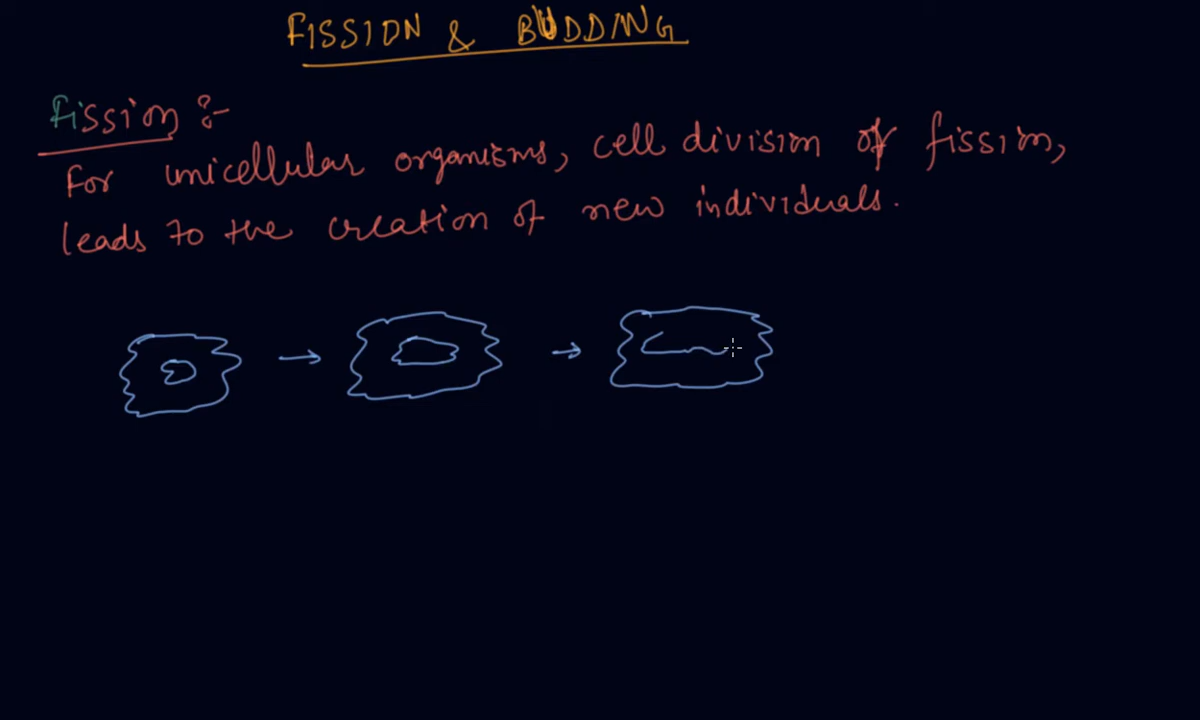 FISSION & BUDDING
Fission :-
For unicellular organisms, cell division of fission,
leads to the creation of new individuals.